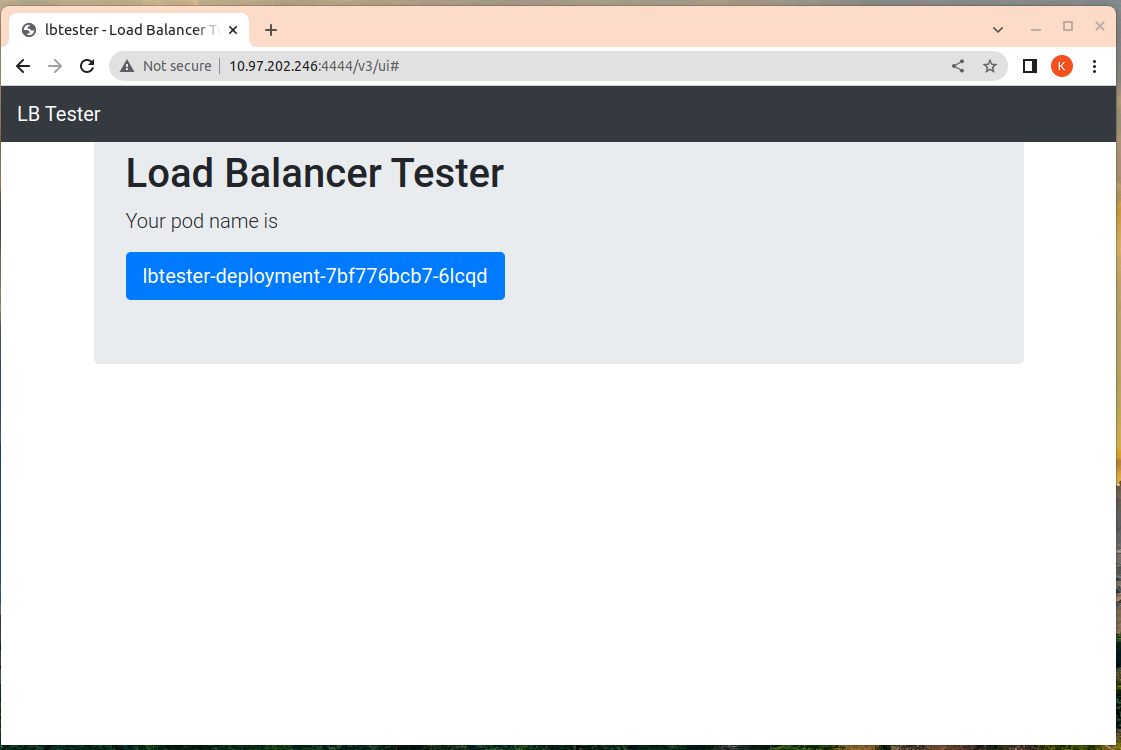 lbtester - Load Balancer T
Not secure | 10.97.202.246:4444/v3/ui#
K
LB Tester
Load Balancer Tester
Your pod name is
lbtester-deployment-7bf776bcb7-6lcqd